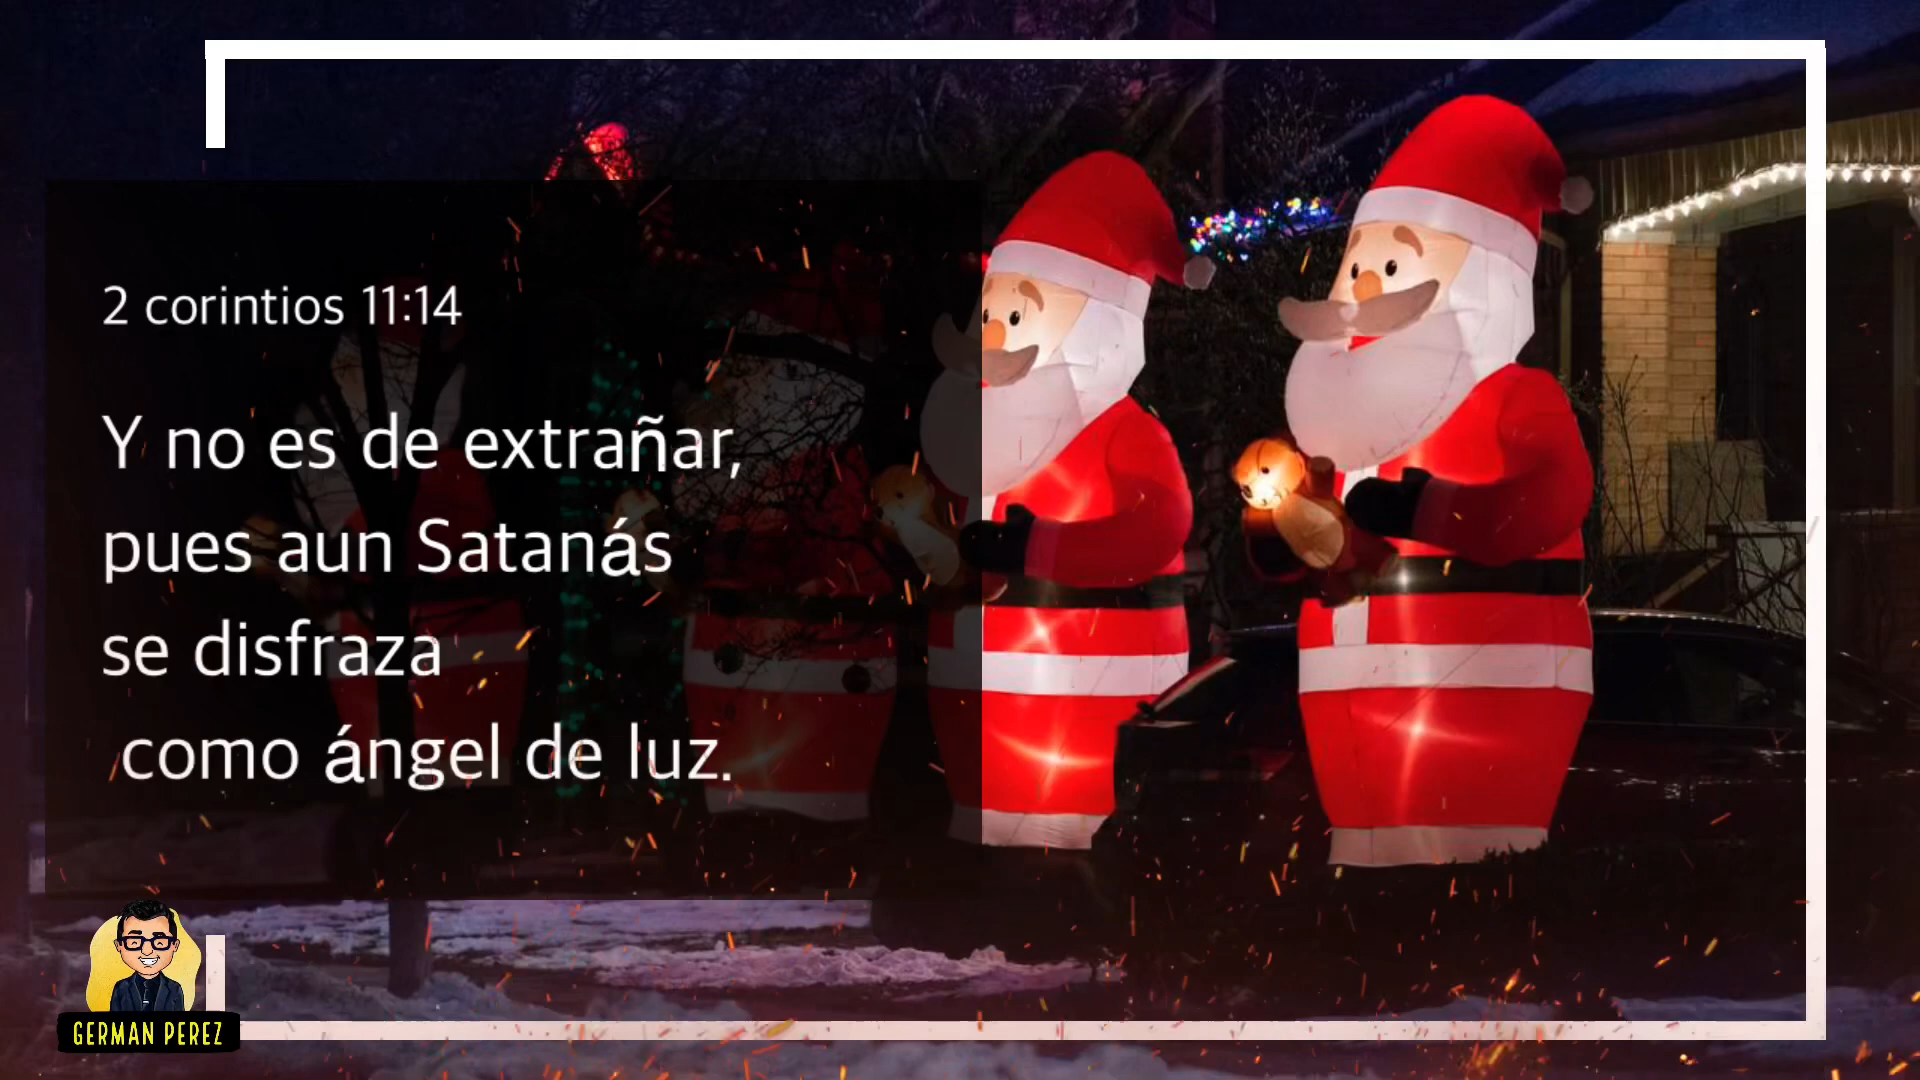 2 corintios 11:14
Y no es de extrañar,
pues aun Satanás
se disfraza
como ángel de luz.
GERMAN PEREZ